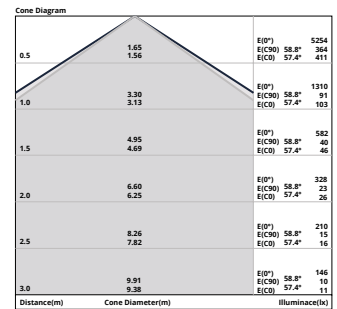 Cone Diagram
E(0°) 5254
1.65 E(C90) 58.8° 364
0.5 1.56 E(C0) 57.4° 411
E(0°) 1310
3.30 E(C90) 58.8° 91
1.0 3.13 E(C0) 57.4° 103
E(0°) 582
4.95 E(C90) 58.8° 40
1.5 4.69 E(C0) 57.4° 46
E(0°) 328
6.60 E(C90) 58.8° 23
2.0 6.25 E(C0) 57.4° 26
E(0°) 210
8.26 E(C90) 58.8° 15
2.5 7.82 E(C0) 57.4° 16
E(0°) 146
9.91 E(C90) 58.8° 10
3.0 9.38 E(C0) 57.4° 11
Distance(m) Cone Diameter(m) Illuminace(lx)